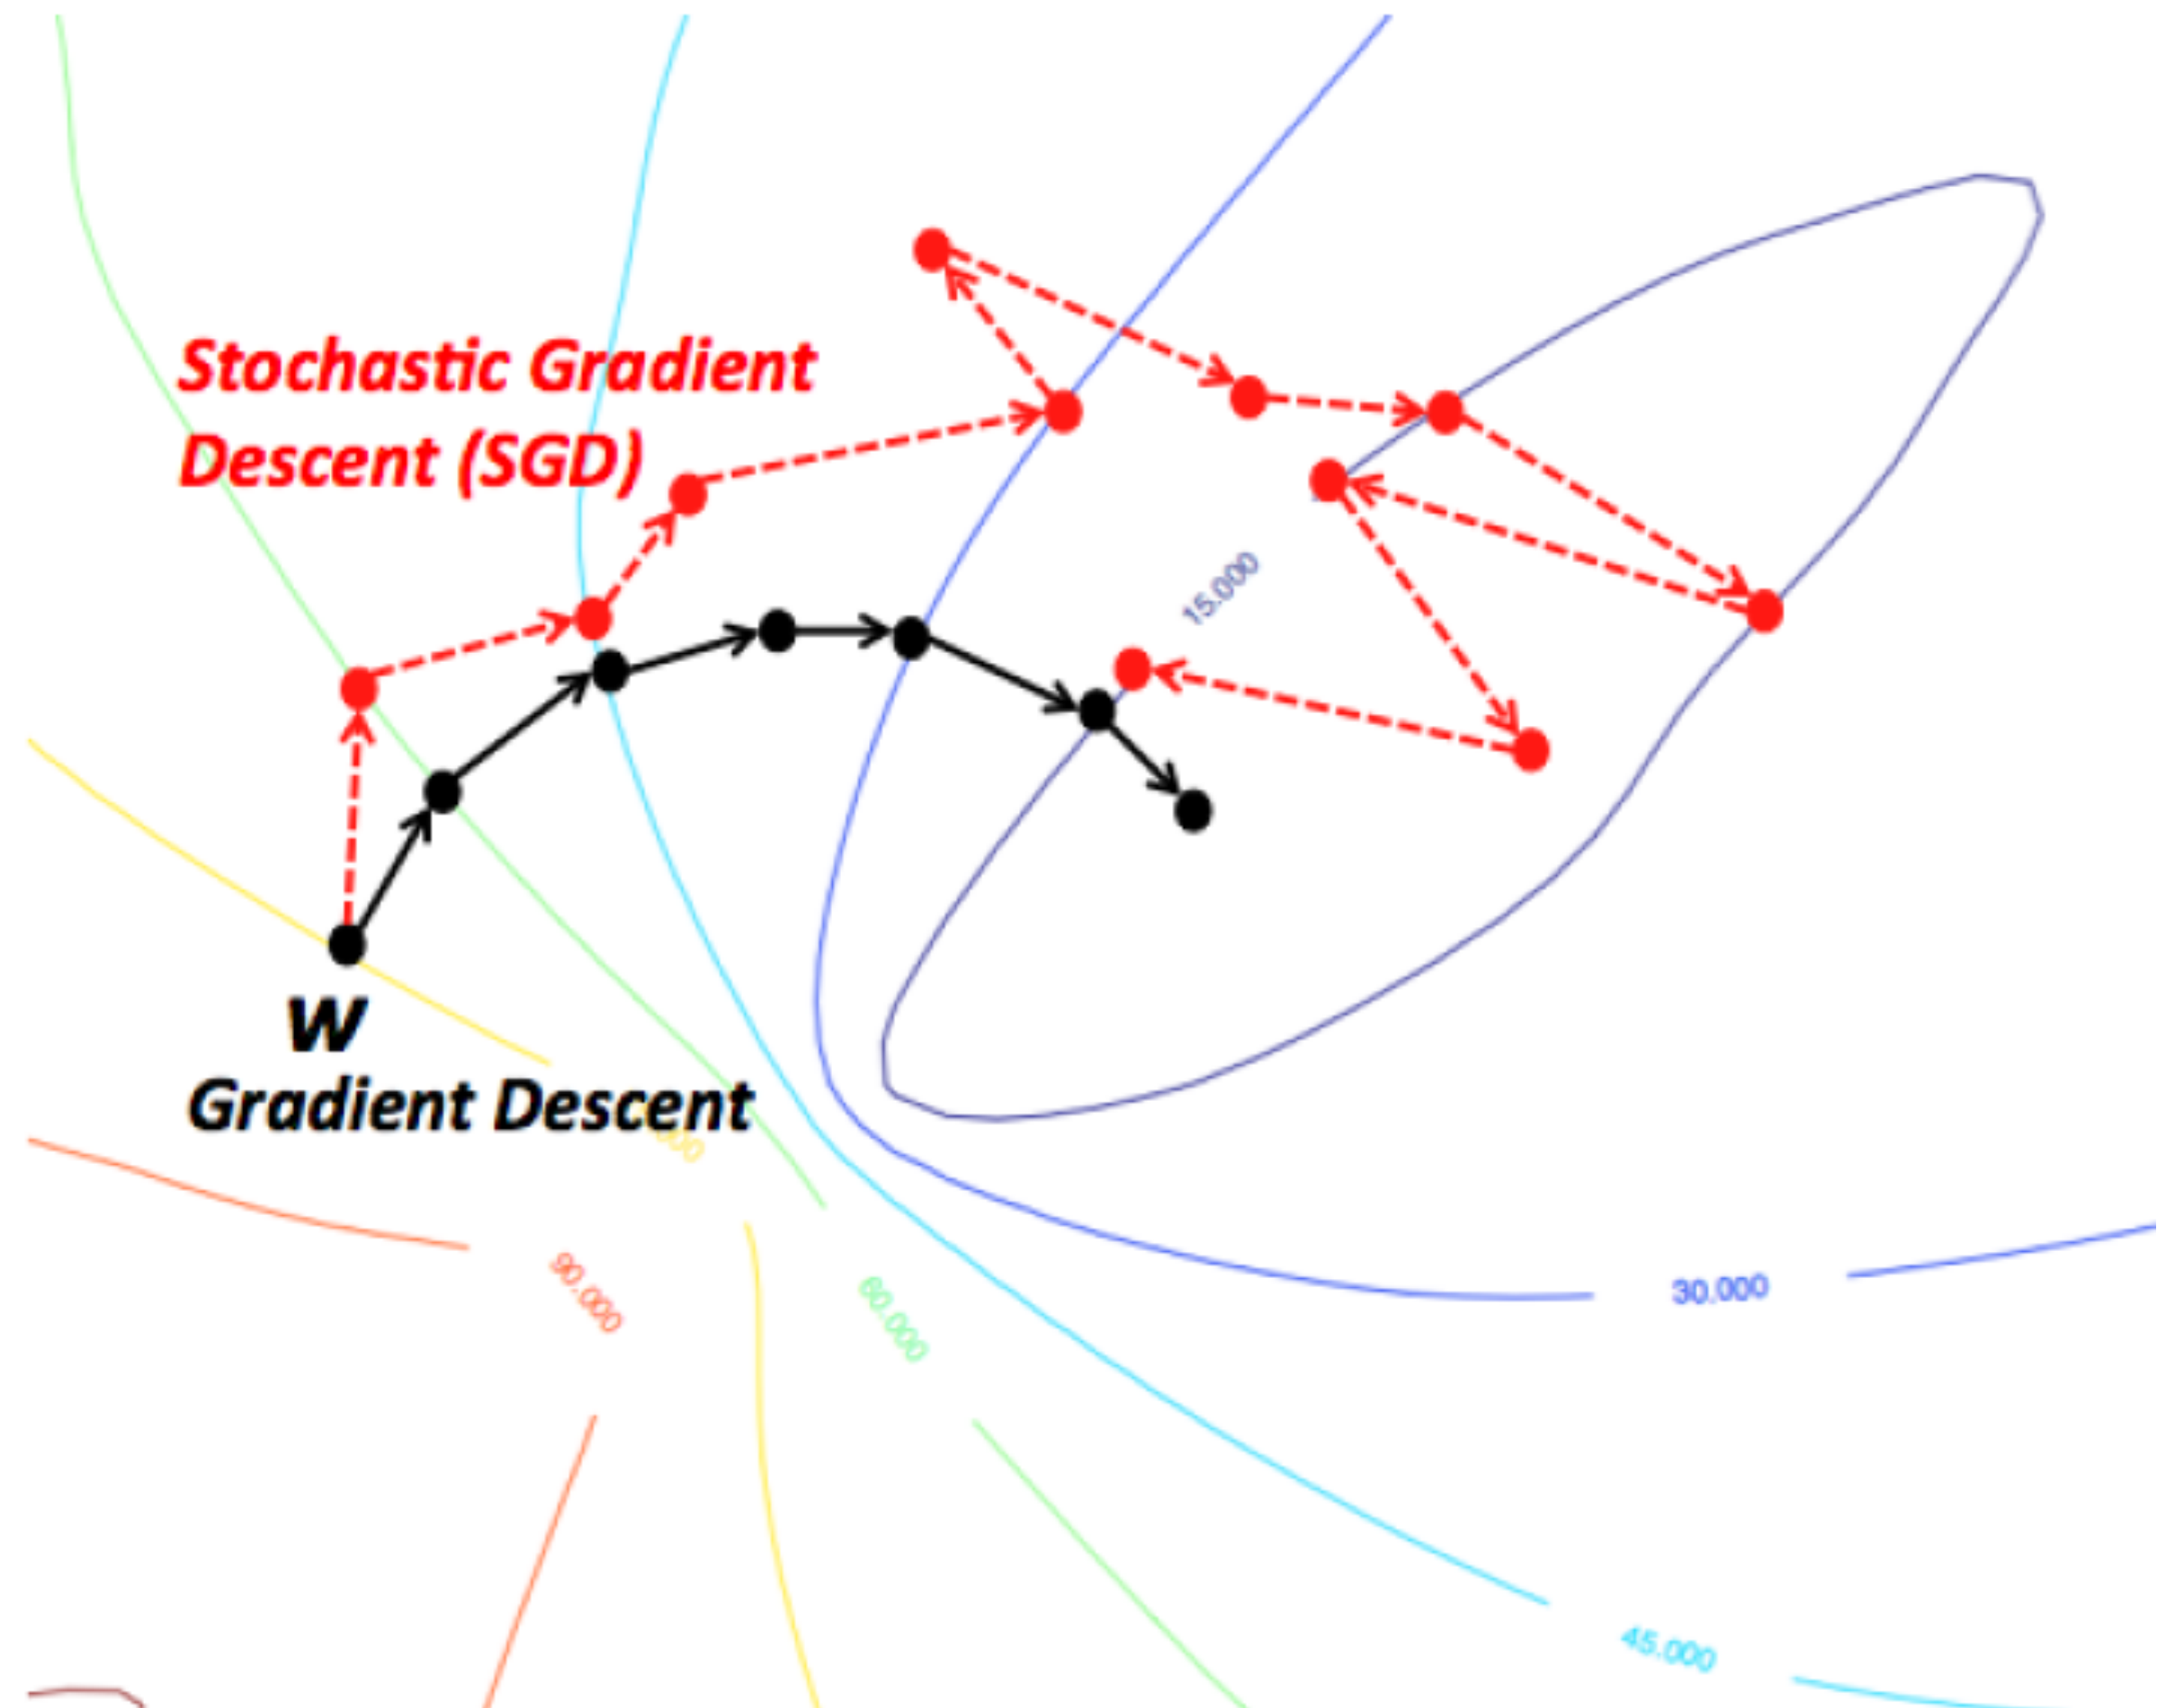 Stochastic Gradient
Descent (SGD)
15.000
W
Gradient Descent
90.000
60.000
30.000
45.000